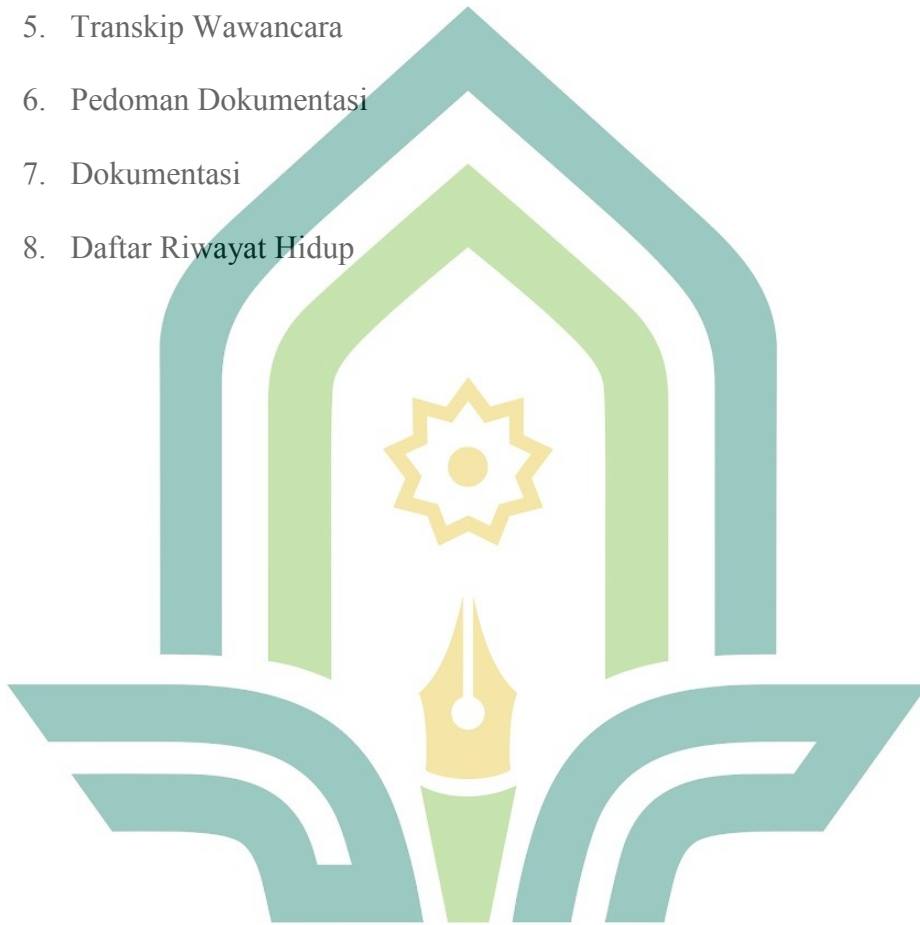 5. Transkip Wawancara
6. Pedoman Dokumentasi
7. Dokumentasi
8. Daftar Riwayat Hidup